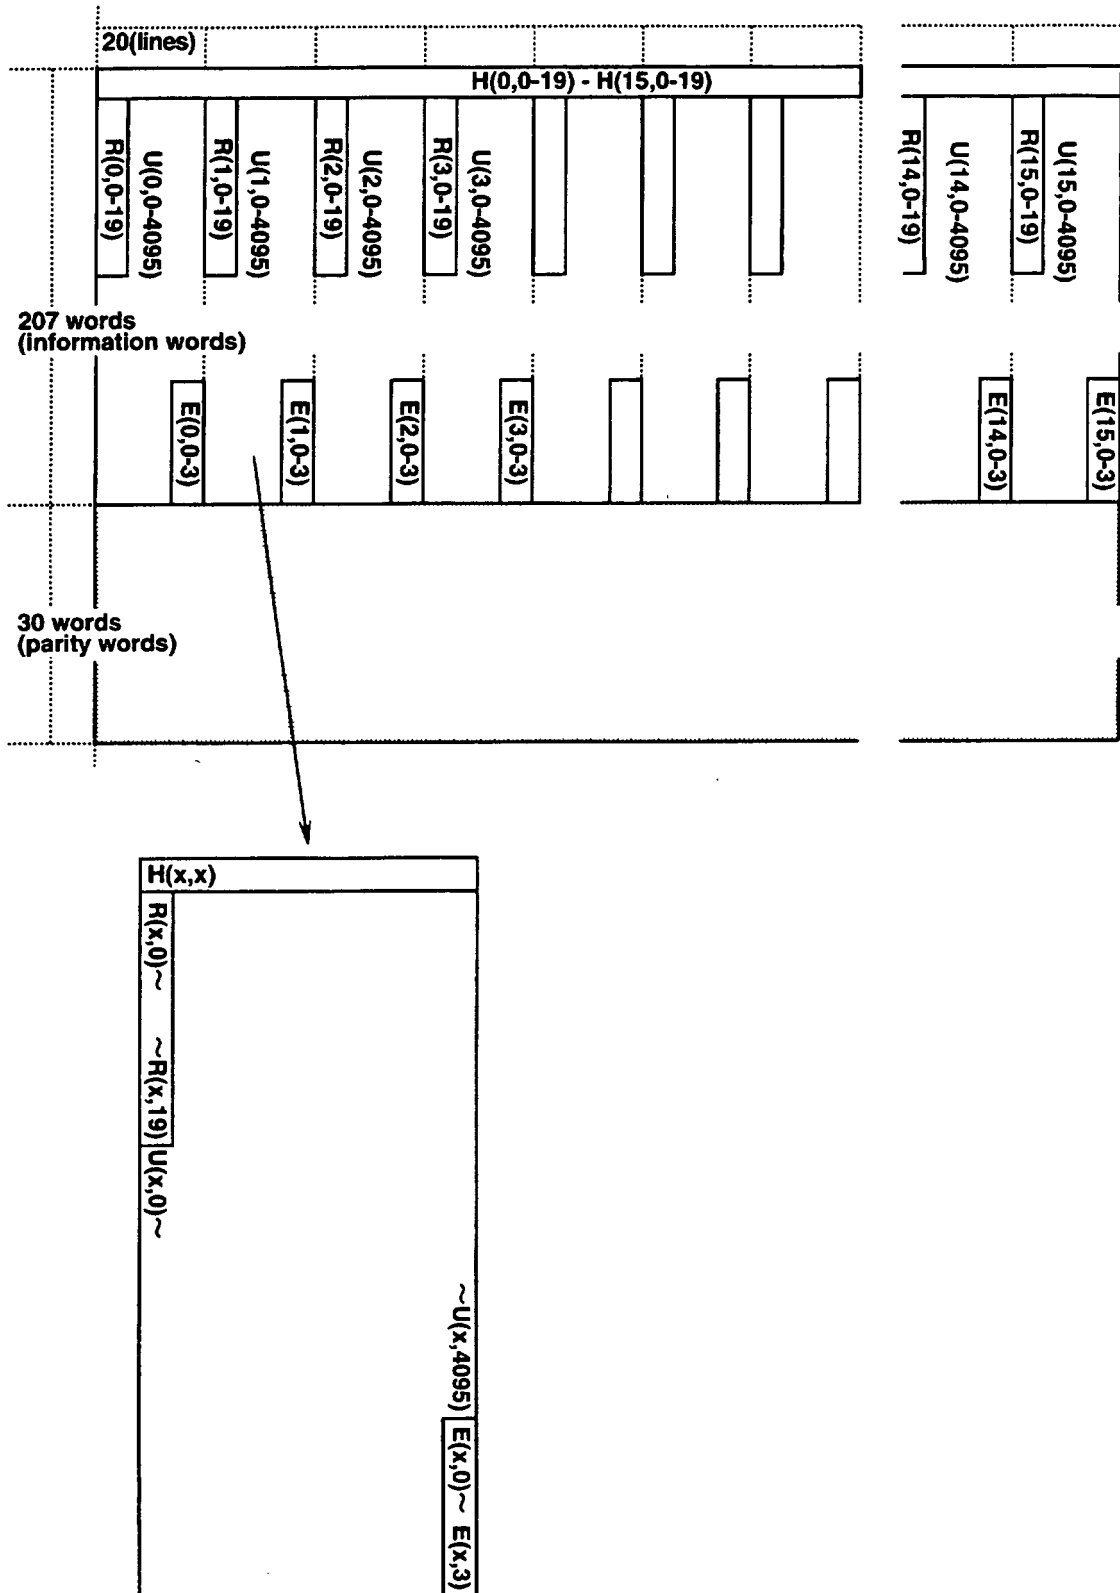 20(lines)
H(0,0-19) - H(15,0-19)
R(0,0-19)
U(0,0-4095)
R(1,0-19)
U(1,0-4095)
R(2,0-19)
U(2,0-4095)
R(3,0-19)
U(3,0-4095)
R(14,0-19)
U(14,0-4095)
R(15,0-19)
U(15,0-4095)
207 words
(information words)
E(0,0-3)
E(1,0-3)
E(2,0-3)
E(3,0-3)
E(14,0-3)
E(15,0-3)
30 words
(parity words)
H(x,x)
R(x,0)~ ~R(x,19) U(x,0)~
~U(x,4095) E(x,0)~ E(x,3)